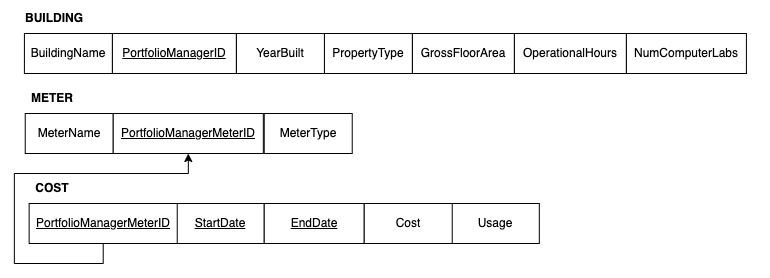 BUILDING
BuildingName PortfolioManagerID YearBuilt PropertyType GrossFloorArea OperationalHours NumComputerLabs
METER
MeterName PortfolioManagerMeterID MeterType
COST
PortfolioManagerMeterID StartDate EndDate Cost Usage